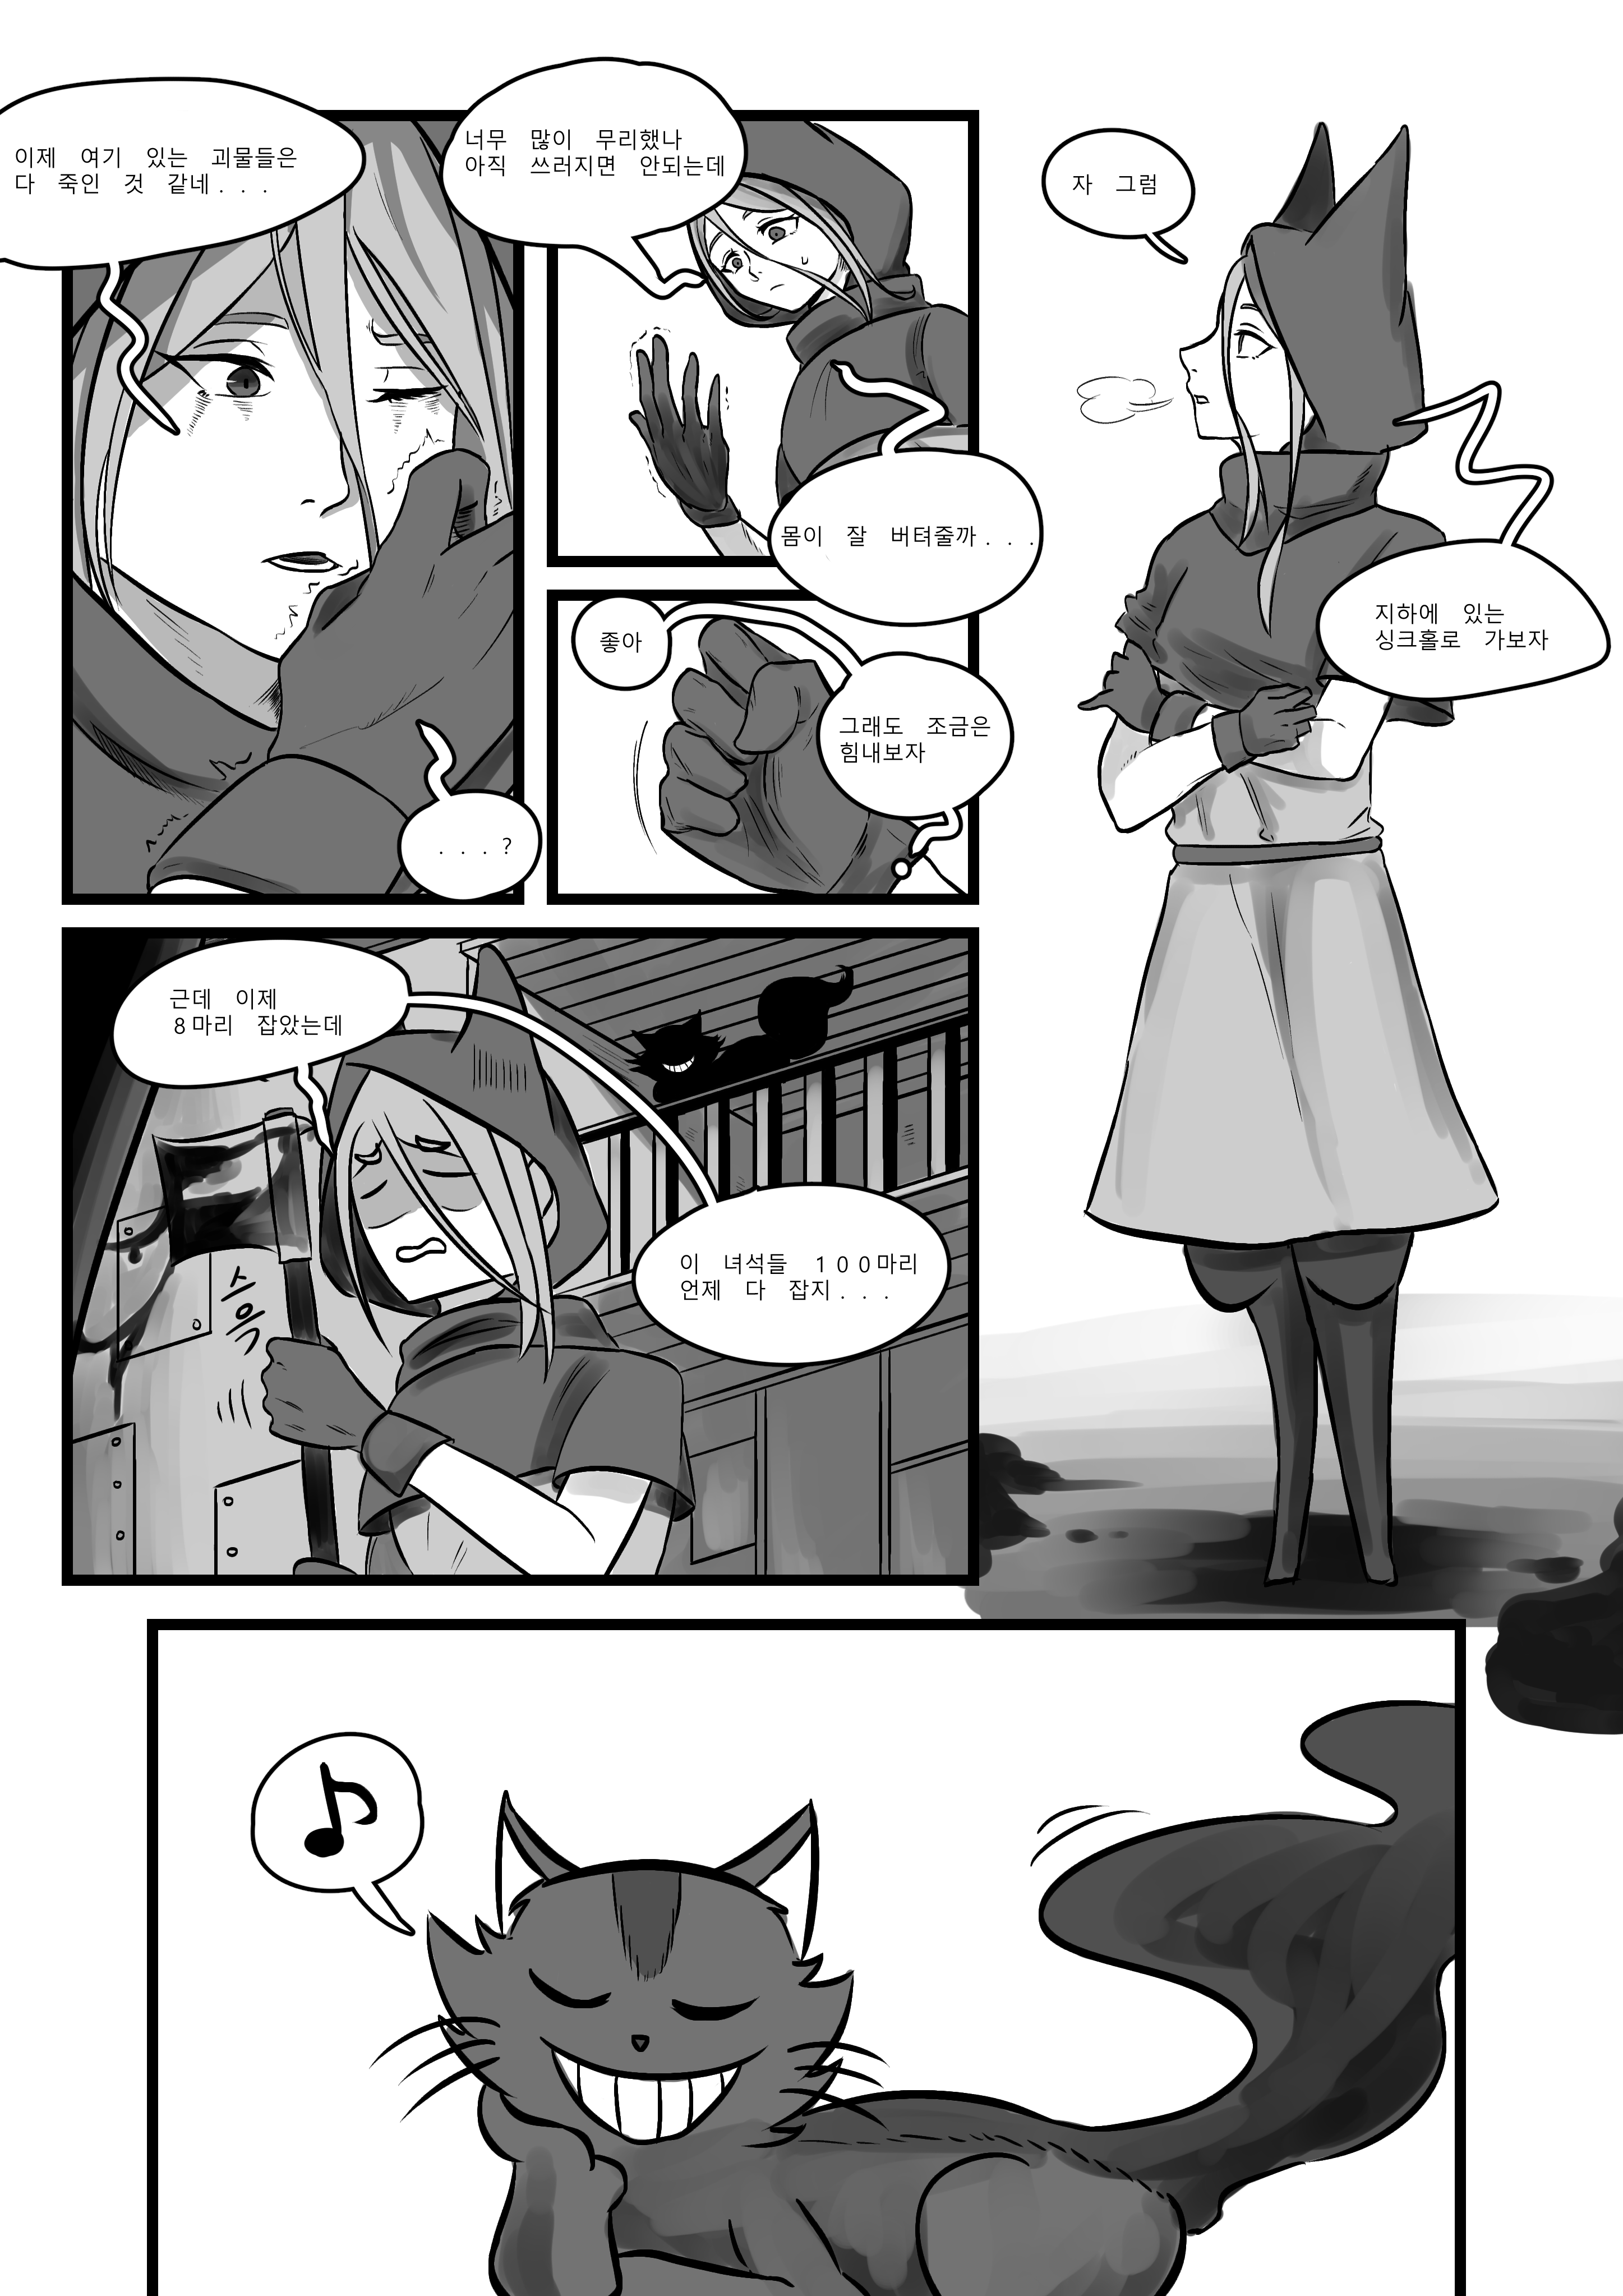 이제 여기 있는 괴물들은
다 죽인 것 같네...
...?
너무 많이 무리했나
아직 쓰러지면 안되는데
몸이 잘 버텨줄까...
좋아
그래도 조금은
힘내보자
자 그럼
지하에 있는
싱크홀로 가보자
근데 이제
8마리 잡았는데
이 녀석들 100마리
언제 다 잡지...
스윽
♪